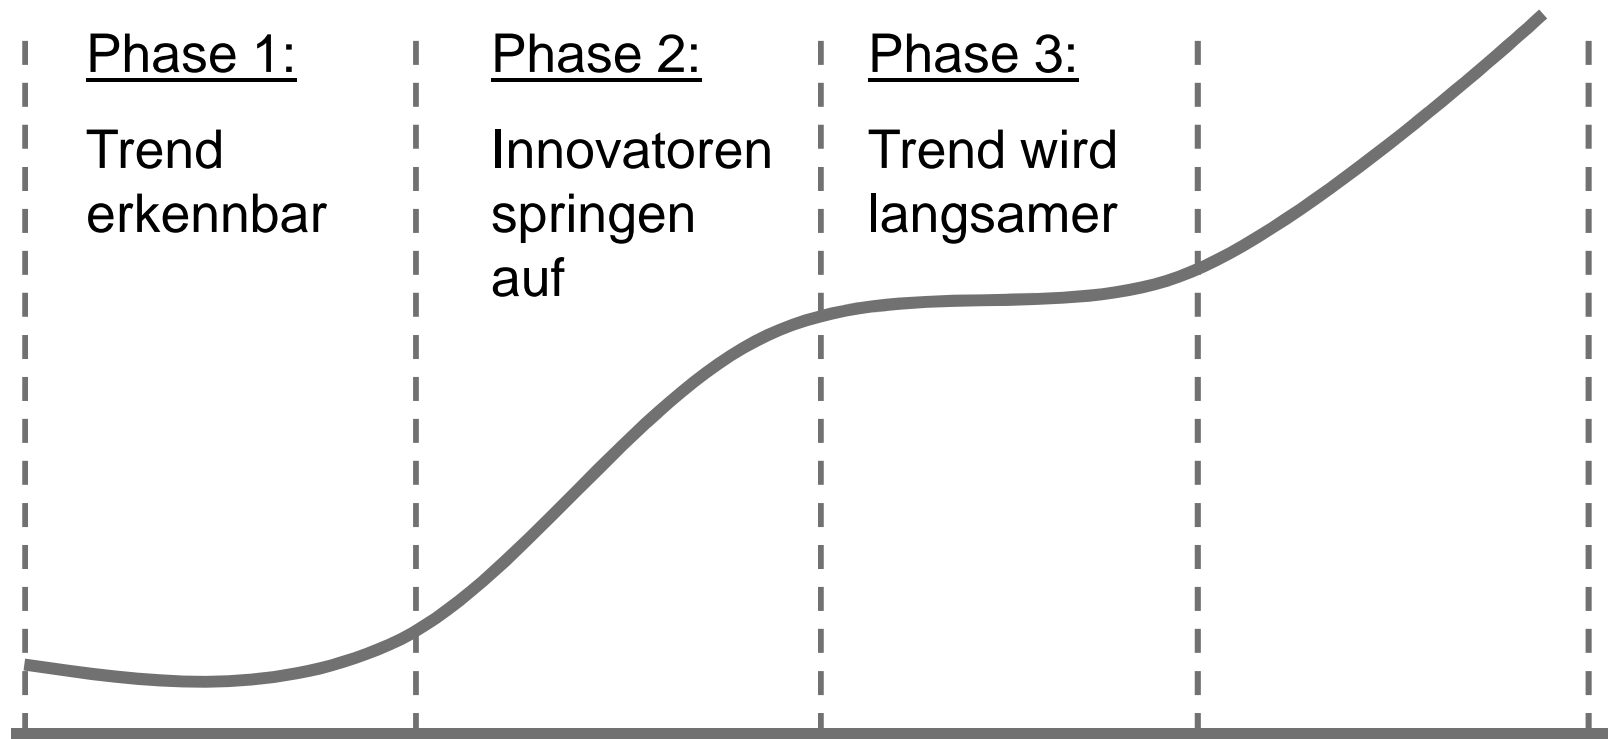 Phase 1:
Trend
erkennbar
Phase 2:
Innovatoren
springen
auf
Phase 3:
Trend wird
langsamer